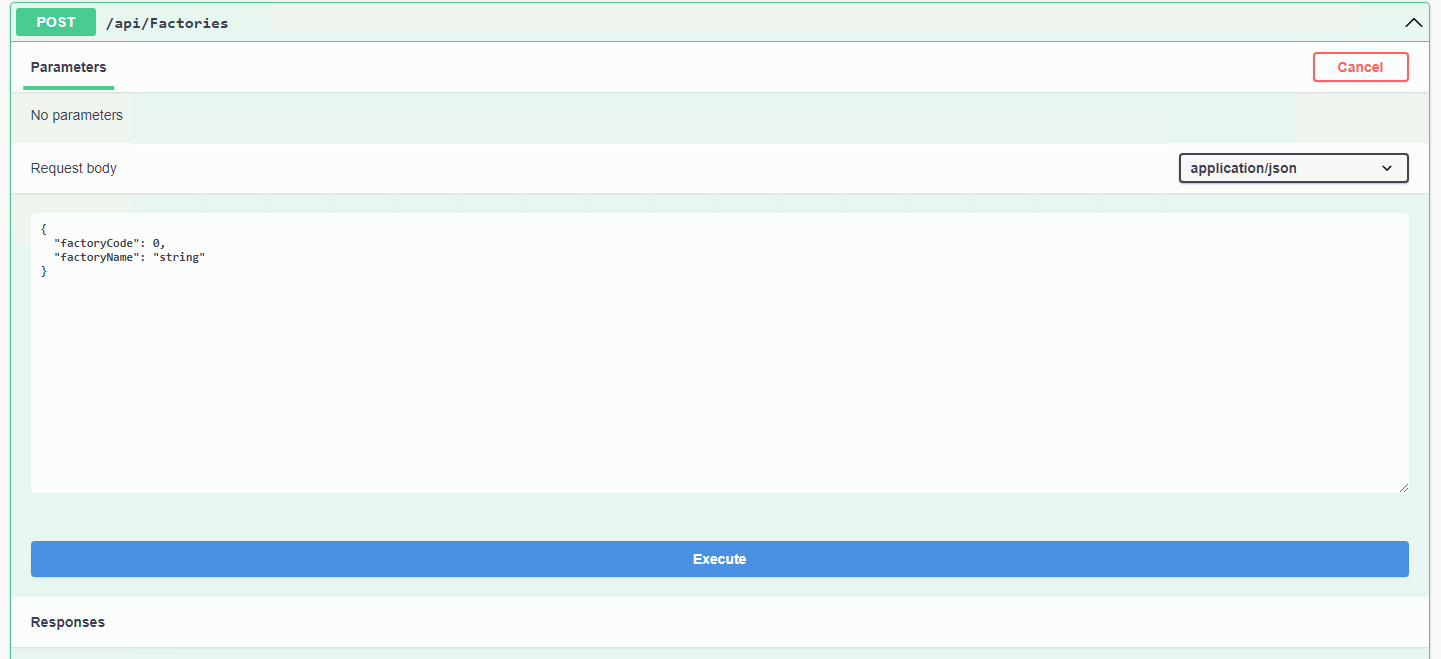 POST /api/Factories
Parameters
Cancel
No parameters
Request body
application/json
{
  "factoryCode": 0,
  "factoryName": "string"
}
Execute
Responses